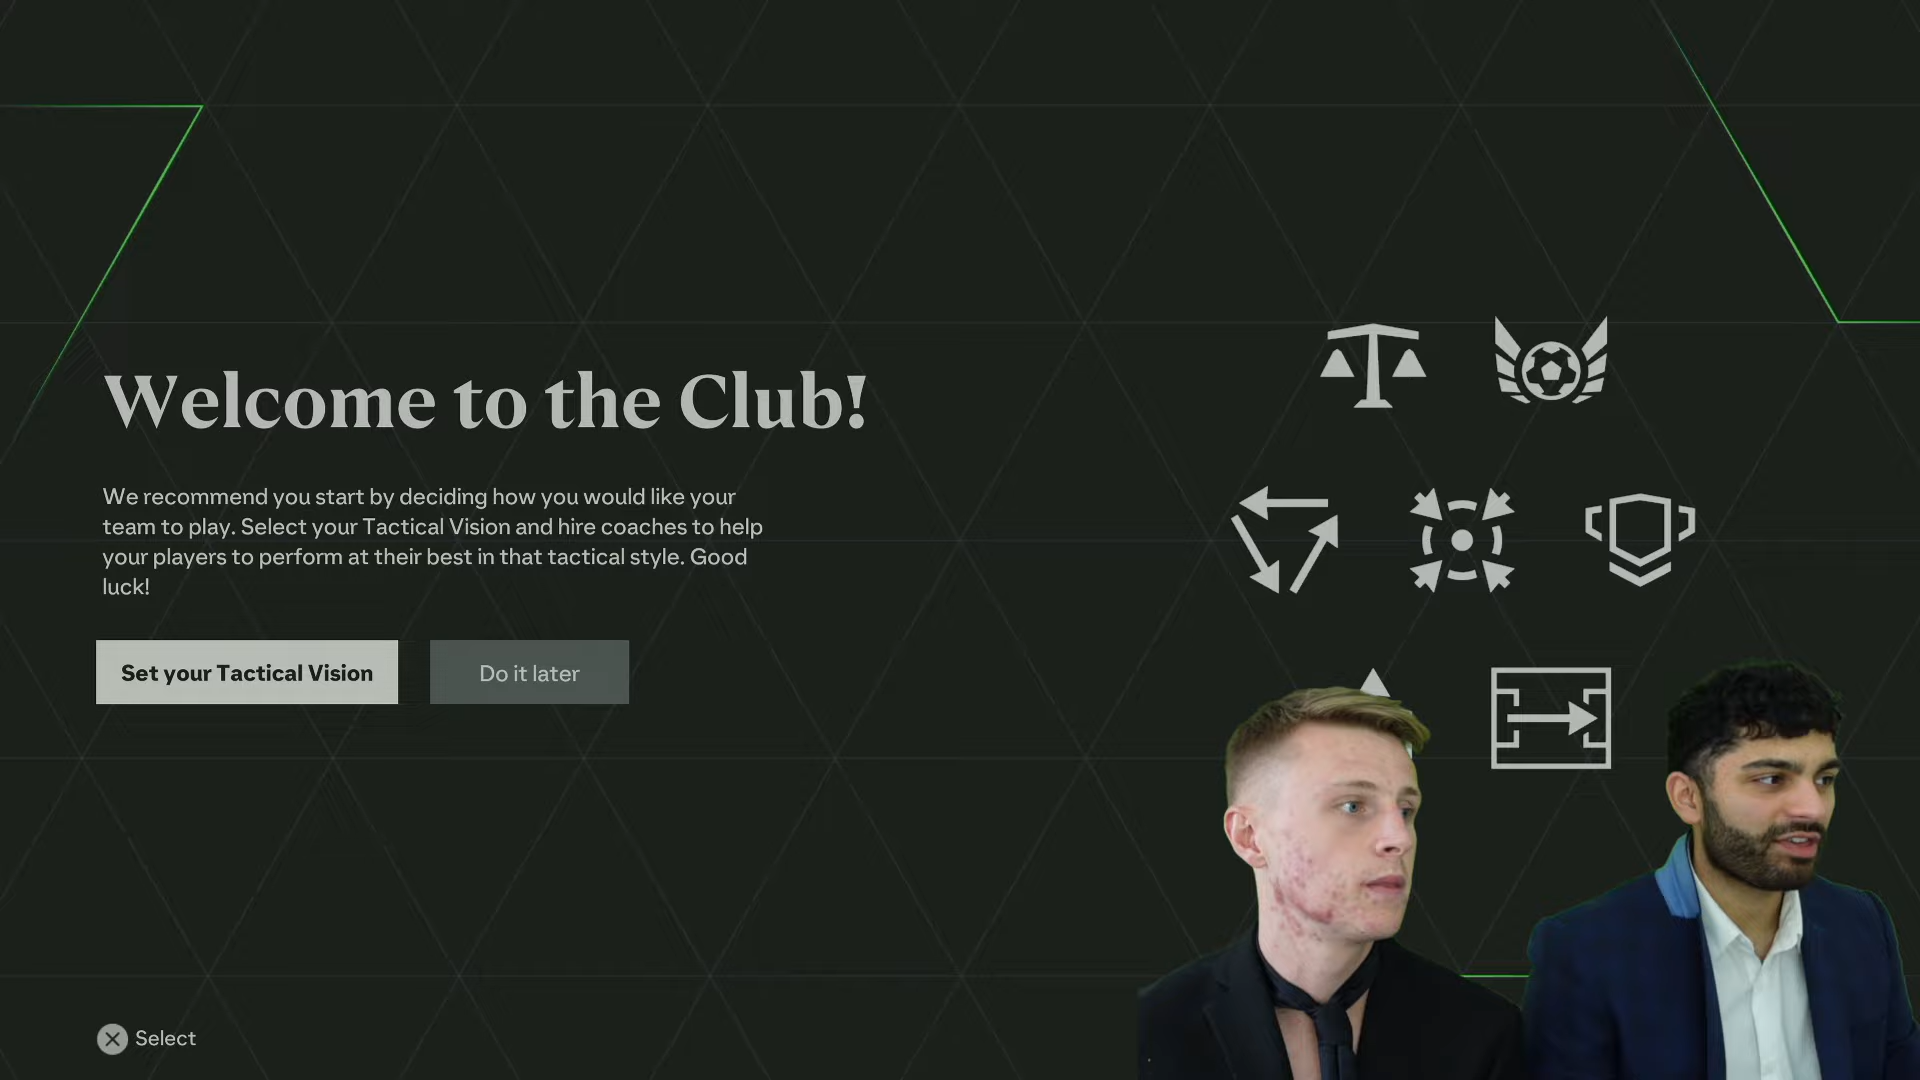 Welcome to the Club!
We recommend you start by deciding how you would like your
team to play. Select your Tactical Vision and hire coaches to help
your players to perform at their best in that tactical style. Good
luck!
Set your Tactical Vision
Do it later
Select